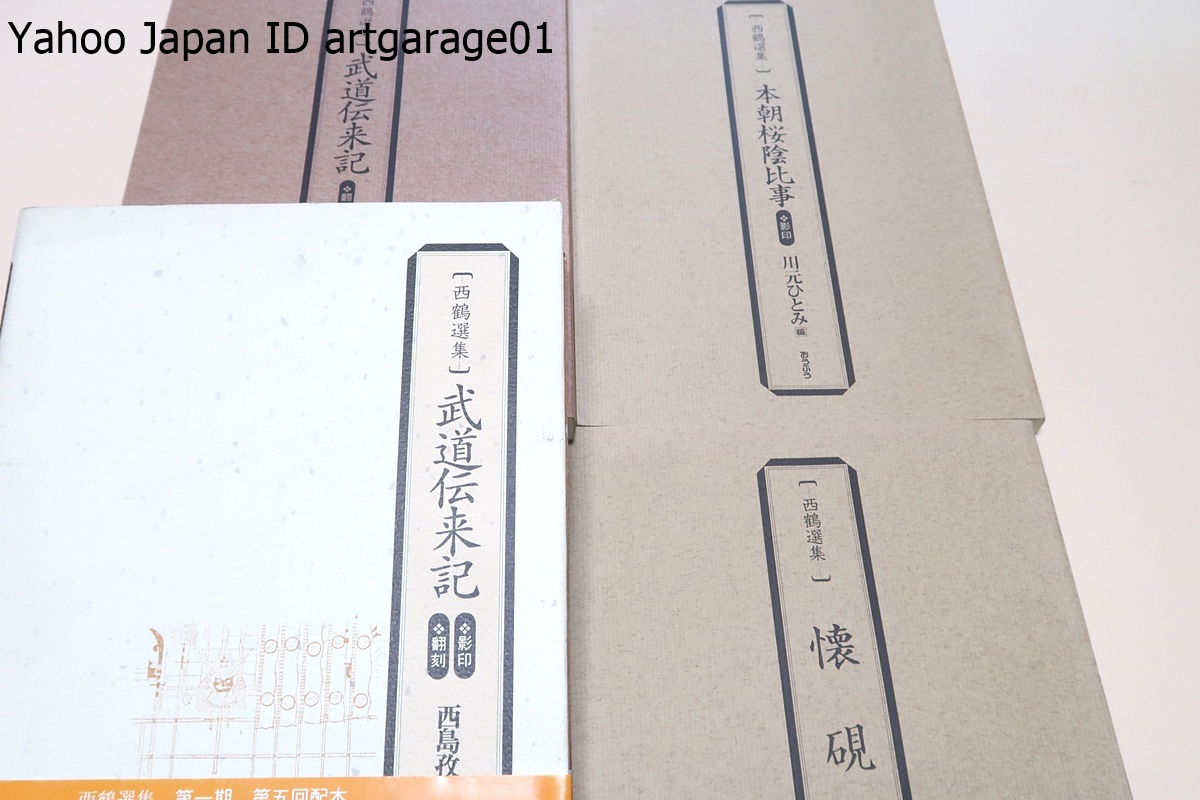 Yahoo Japan ID artgarage01
武道伝来記
翻
[西鶴選集]
本朝桜陰比事
影印
川元ひとみ
編
おうふう
[西鶴選集]
武道伝来記
影印
翻刻
西島孜
西鶴選集 第一期 第五回配本
[西鶴選集]
懐硯